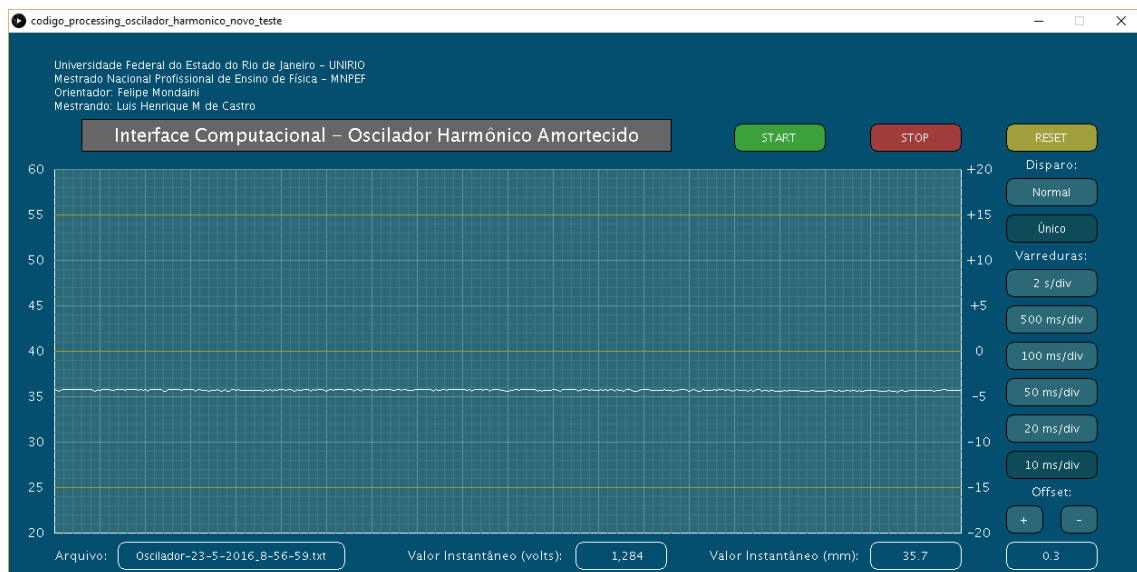 codigo_processing_oscilador_harmonico_novo_teste
Universidade Federal do Estado do Rio de Janeiro – UNIRIO
Mestrado Nacional Profissional de Ensino de Física – MNPEF
Orientador: Felipe Mondaini
Mestrando: Luis Henrique M de Castro
Interface Computacional – Oscilador Harmônico Amortecido
START
STOP
RESET
60
55
50
45
40
35
30
25
20
+20
+15
+10
+5
0
-5
-10
-15
-20
Disparo:
Normal
Único
Varreduras:
2 s/div
500 ms/div
100 ms/div
50 ms/div
20 ms/div
10 ms/div
Offset:
+ -
Arquivo: Oscilador-23-5-2016_8-56-59.txt Valor Instantâneo (volts): 1,284 Valor Instantâneo (mm): 35.7 0.3